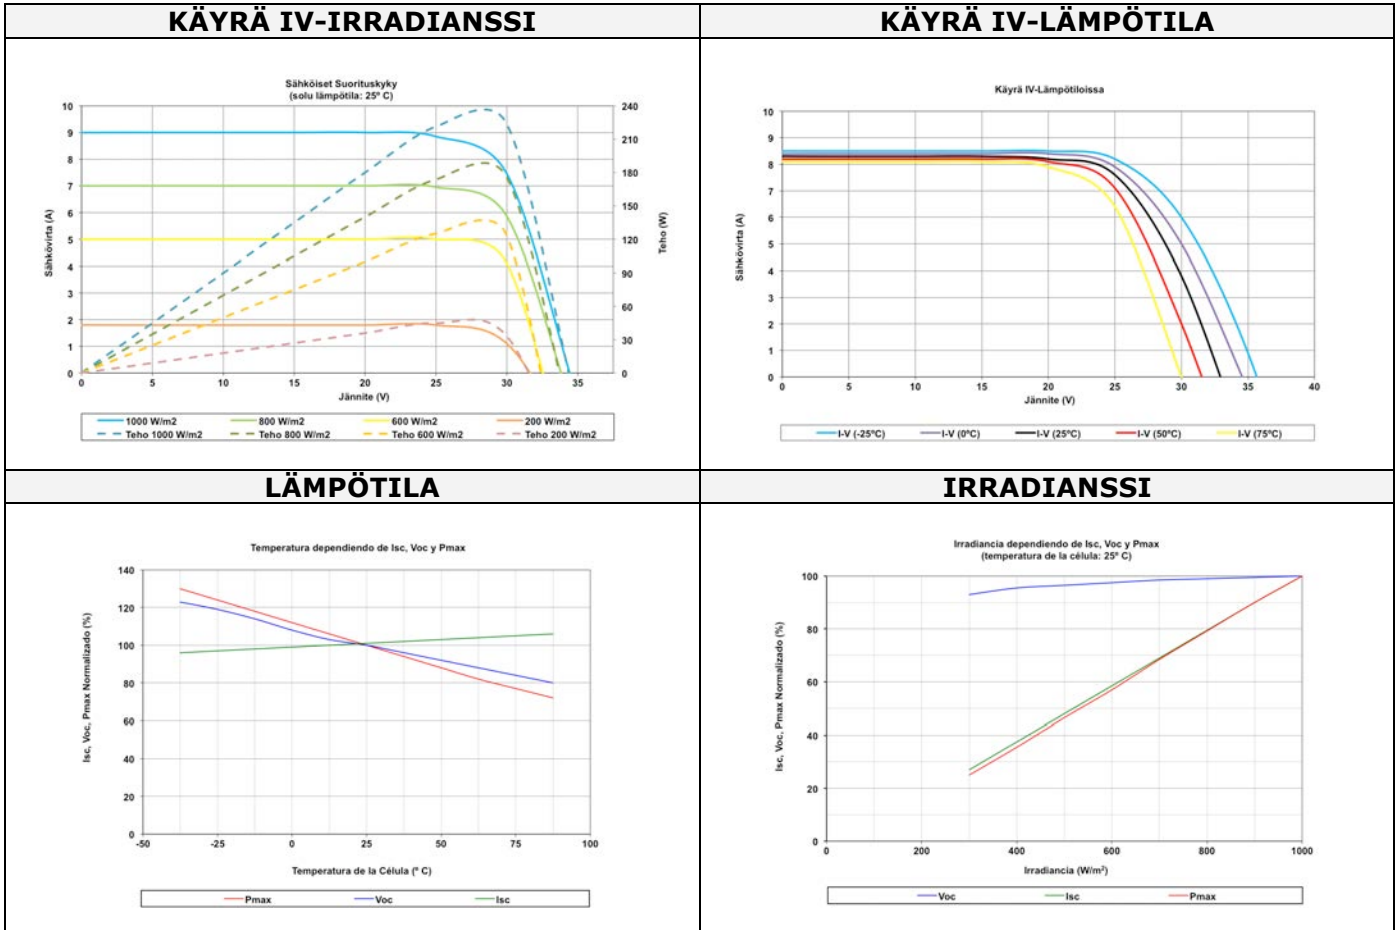 KÄYRÄ IV-IRRADIANSSI
Sähköiset Suorituskyky
(solu lämpötila: 25º C)
10
9
8
7
6
5
4
3
2
1
0
Sähkövirta (A)
240
210
180
150
120
90
60
30
0
Teho (W)
0 5 10 15 20 25 30 35
Jännite (V)
1000 W/m2 800 W/m2 600 W/m2 200 W/m2
Teho 1000 W/m2 Teho 800 W/m2 Teho 600 W/m2 Teho 200 W/m2
KÄYRÄ IV-LÄMPÖTILA
Käyrä IV-Lämpötiloissa
10
9
8
7
6
5
4
3
2
1
0
Sähkövirta (A)
0 5 10 15 20 25 30 35 40
Jännite (V)
I-V (-25ºC) I-V (0ºC) I-V (25ºC) I-V (50ºC) I-V (75ºC)
LÄMPÖTILA
Temperatura dependiendo de Isc, Voc y Pmax
140
120
100
80
60
40
20
0
Isc, Voc, Pmax Normalizado (%)
-50 -25 0 25 50 75 100
Temperatura de la Célula (º C)
Pmax Voc Isc
IRRADIANSSI
Irradiancia dependiendo de Isc, Voc y Pmax
(temperatura de la célula: 25º C)
100
80
60
40
20
0
Isc, Voc, Pmax Normalizado (%)
0 200 400 600 800 1000
Irradiancia (W/m²)
Voc Isc Pmax